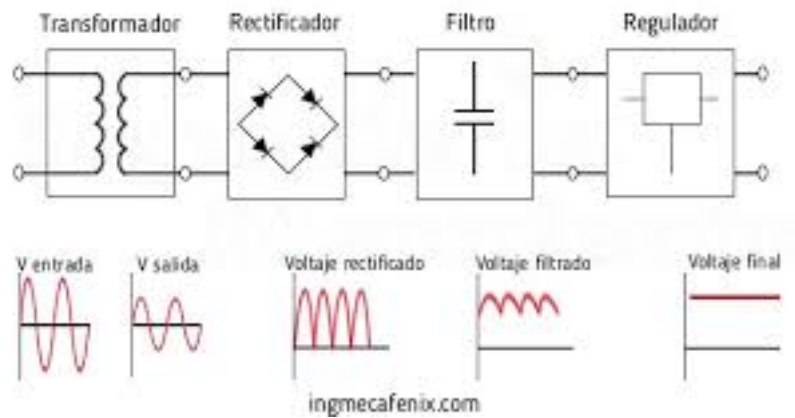 Transformador
Rectificador
Filtro
Regulador
V entrada
V salida
Voltaje rectificado
Voltaje filtrado
Voltaje final
ingmecafenix.com